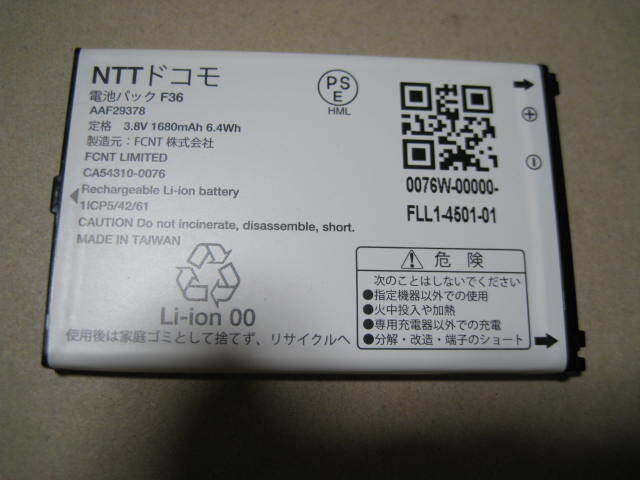 NTTドコモ
電池パック F36
AAF29378
定格 3.8V 1680mAh 6.4Wh
製造元：FCNT 株式会社
FCNT LIMITED
CA54310-0076
Rechargeable Li-ion battery
1ICP5/42/61
CAUTION Do not incinerate, disassemble, short.
MADE IN TAIWAN
Li-ion 00
使用後は家庭ゴミとして捨てず、リサイクルへ
PS
E
HML
0076W-00000-
FLL1-4501-01
危険
次のことはしないでください
●指定機器以外での使用
●火中投入や加熱
●専用充電器以外での充電
●分解・改造・端子のショート